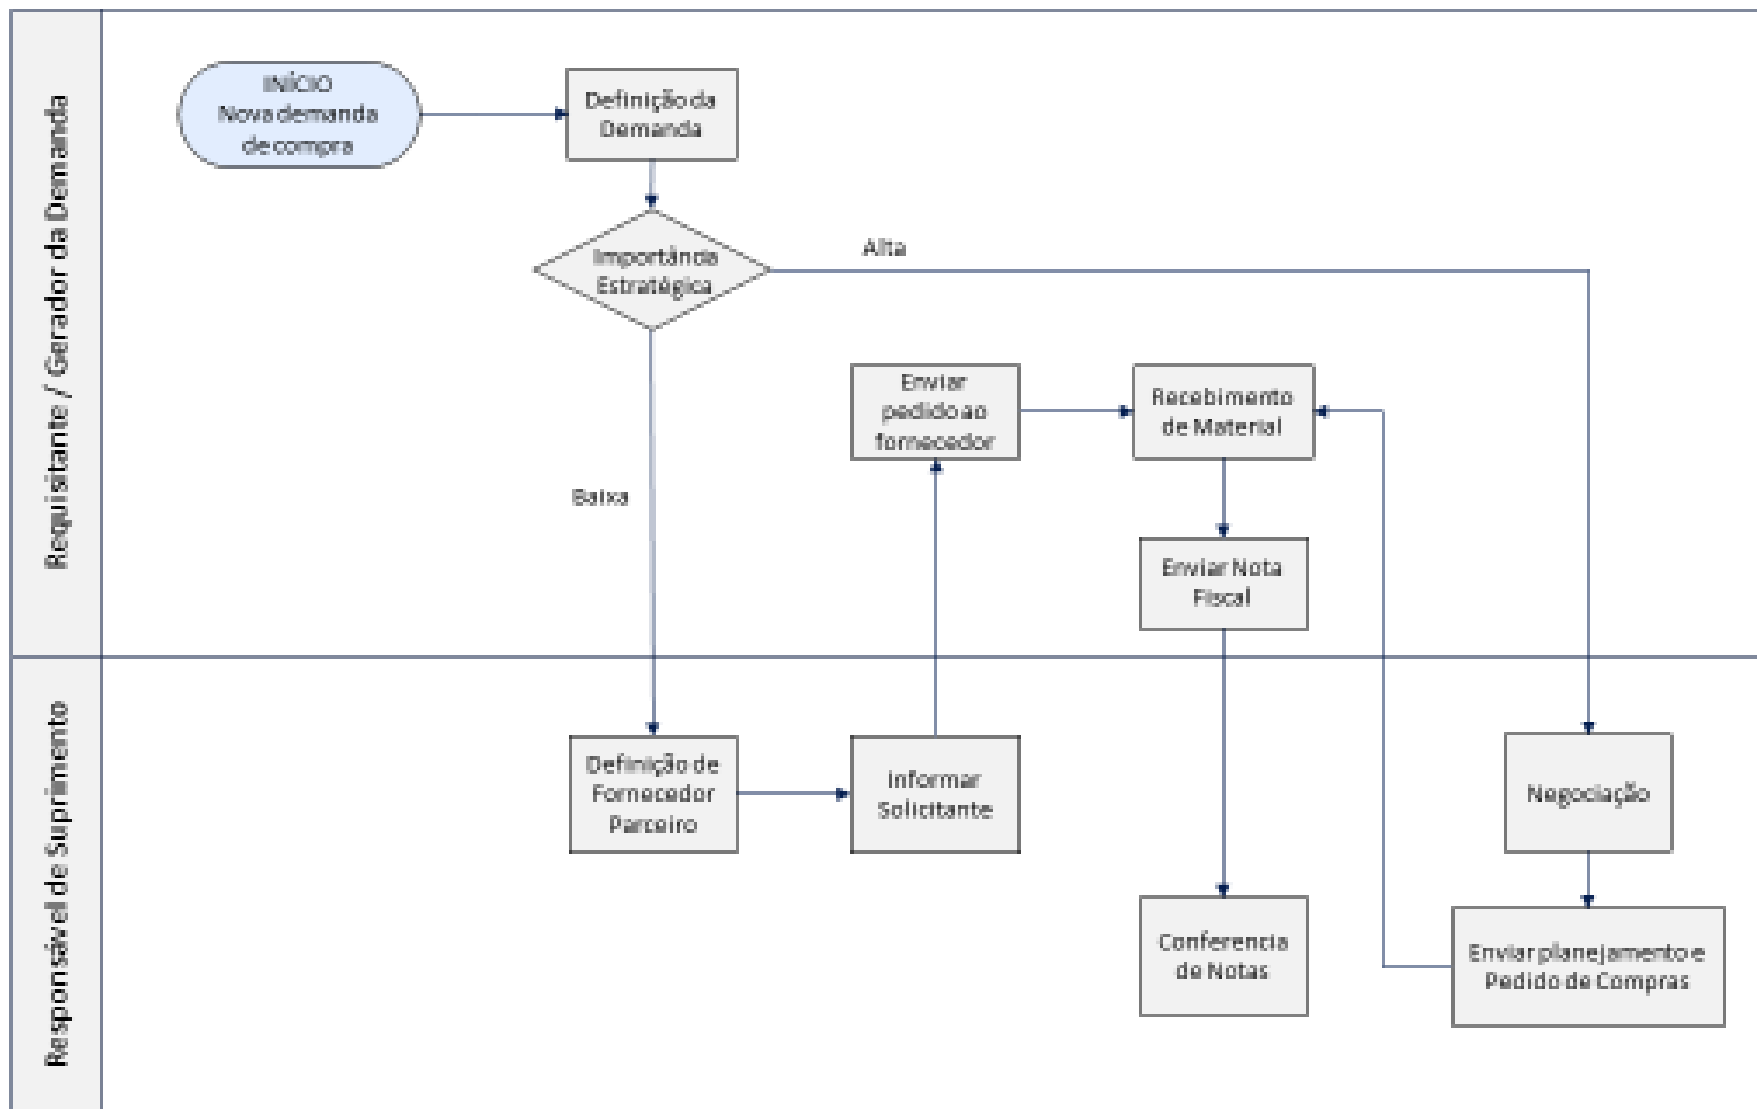 Requisitante / Gerador da Demanda
INÍCIO
Nova demanda
de compra
Definição da
Demanda
Importância
Estratégica
Alta
Baixa
Enviar
pedido ao
fornecedor
Recebimento
de Material
Enviar Nota
Fiscal
Responsável de Suprimento
Definição de
Fornecedor
Parceiro
Informar
Solicitante
Negociação
Conferencia
de Notas
Enviar planejamento e
Pedido de Compras